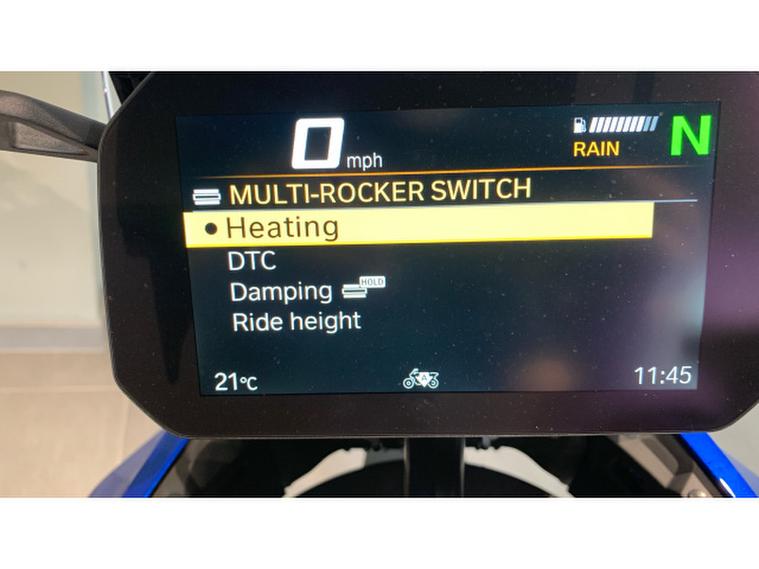 0 mph
RAIN
N
MULTI-ROCKER SWITCH
Heating
DTC
Damping HOLD
Ride height
21°C
A
11:45